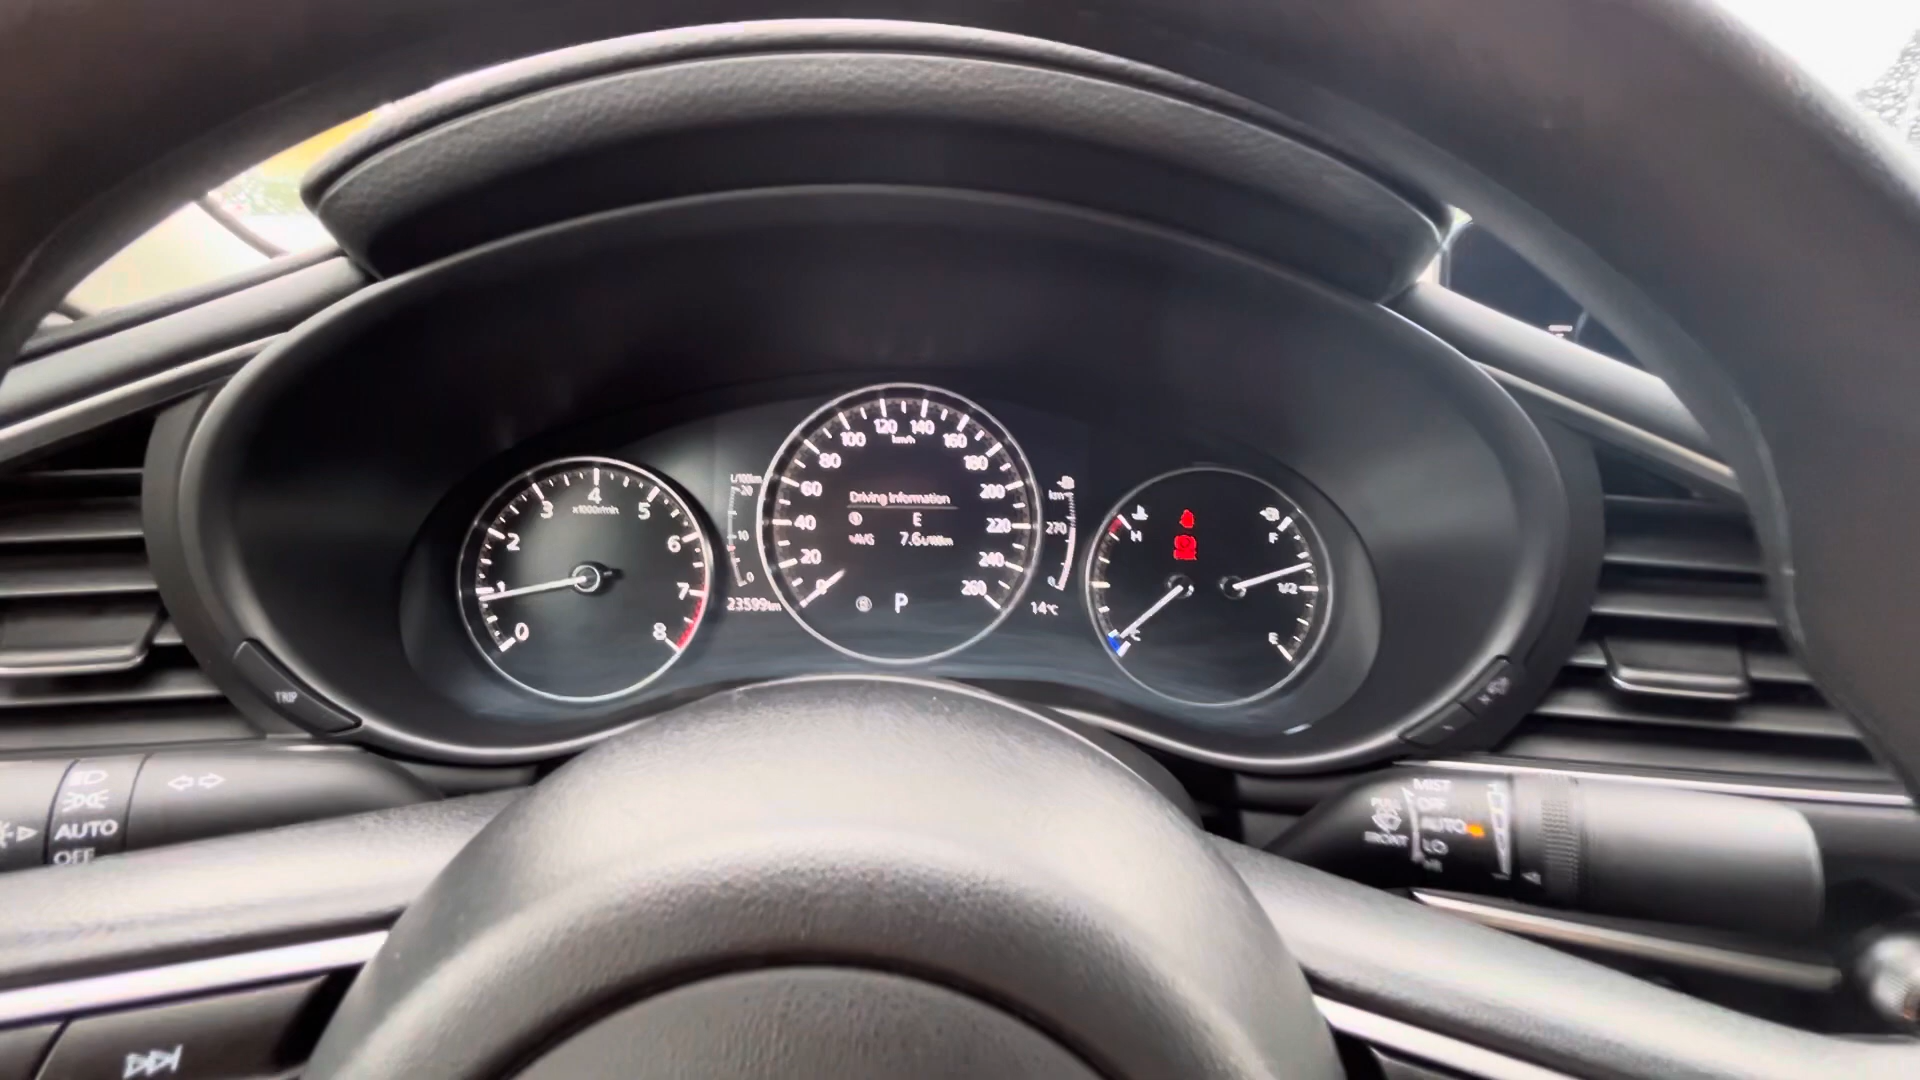 120 140
100 km/h 160
80 180
60 200
40 220
20 240
0 260
Driving Information
E
AVG 7.6 L/100km
P
4
3 x1000r/min 5
2 6
1 7
0 8
L/100km
20
10
0
23599km
km
270
0
14℃
H
C
F
1/2
E
TRIP
AUTO
OFF
MIST
OFF
AUTO
LO
FRONT